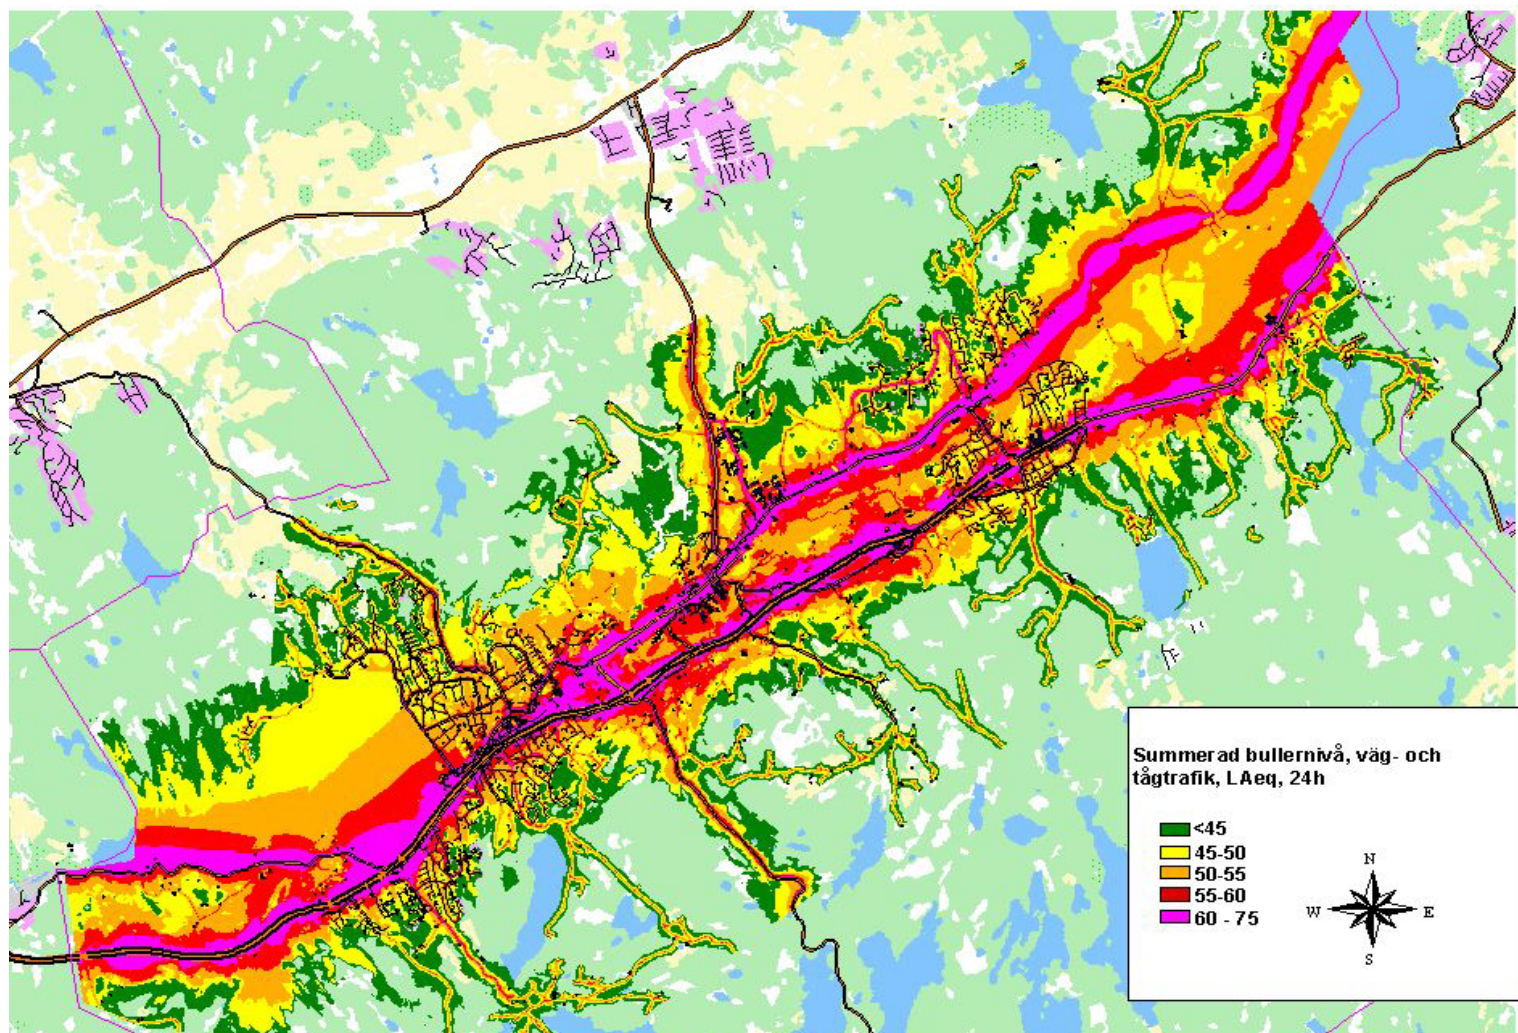 Summerad bullernivå, väg- och
tågtrafik, LAeq, 24h
<45
45-50
50-55
55-60
60 - 75
N
W E
S